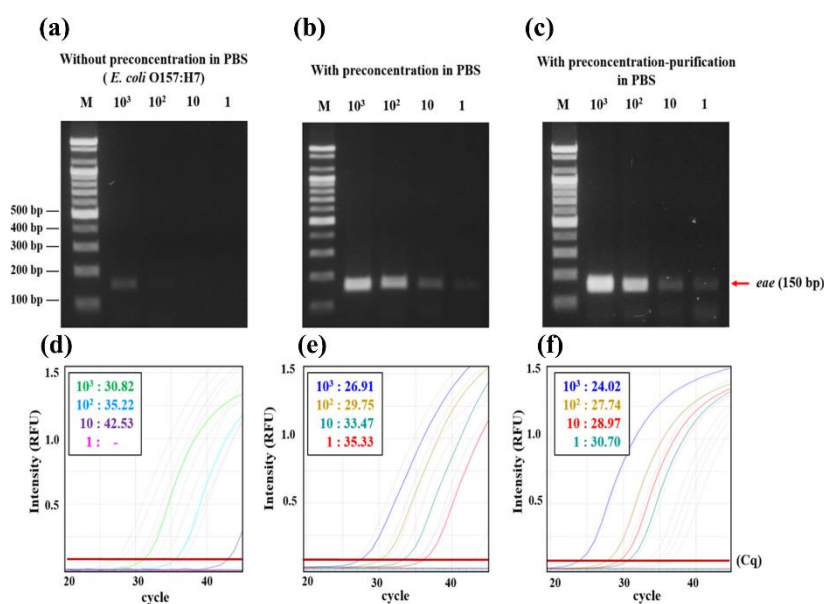 (a)
Without preconcentration in PBS
( E. coli O157:H7)
M 10³ 10² 10 1
500 bp
400 bp
300 bp
200 bp
100 bp
(b)
With preconcentration in PBS
M 10³ 10² 10 1
(c)
With preconcentration-purification
in PBS
M 10³ 10² 10 1
eae (150 bp)
(d)
10³ : 30.82
10² : 35.22
10 : 42.53
1 : -
Intensity (RFU)
1.5
1.0
0.5
20 30 40
cycle
(e)
10³ : 26.91
10² : 29.75
10 : 33.47
1 : 35.33
Intensity (RFU)
1.5
1.0
0.5
20 30 40
cycle
(f)
10³ : 24.02
10² : 27.74
10 : 28.97
1 : 30.70
Intensity (RFU)
1.5
1.0
0.5
20 30 40
cycle
(Cq)